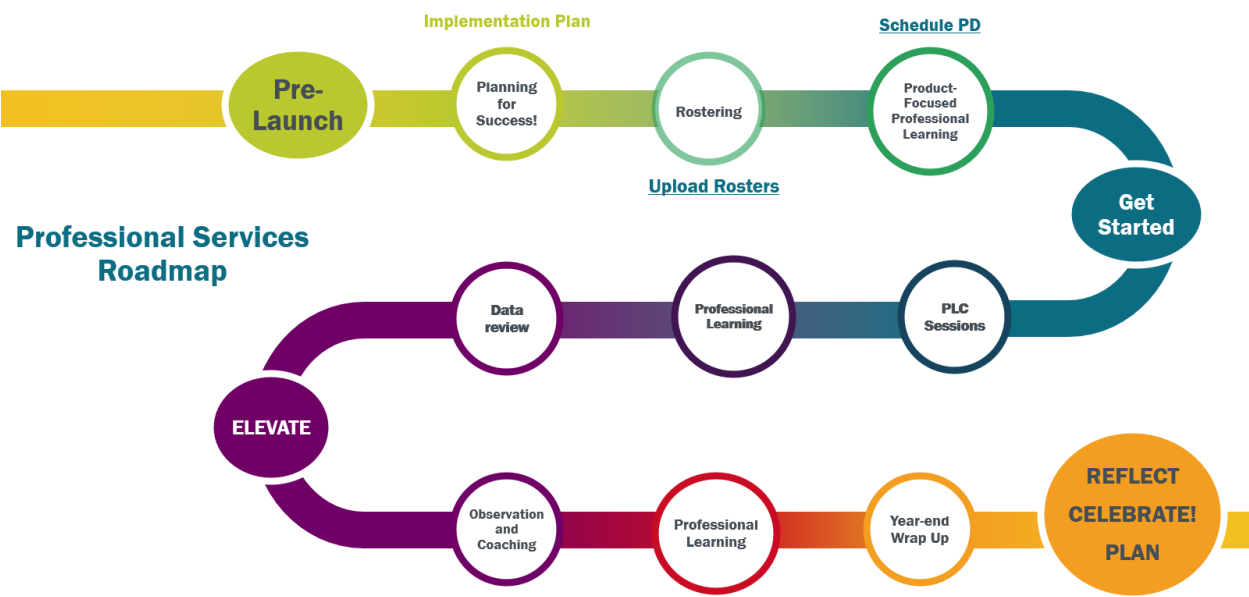 Implementation Plan
Schedule PD
Pre-
Launch
Planning
for
Success!
Rostering
Product-
Focused
Professional
Learning
Upload Rosters
Get
Started
Professional Services
Roadmap
PLC
Sessions
Professional
Learning
Data
review
ELEVATE
Observation
and
Coaching
Professional
Learning
Year-end
Wrap Up
REFLECT
CELEBRATE!
PLAN